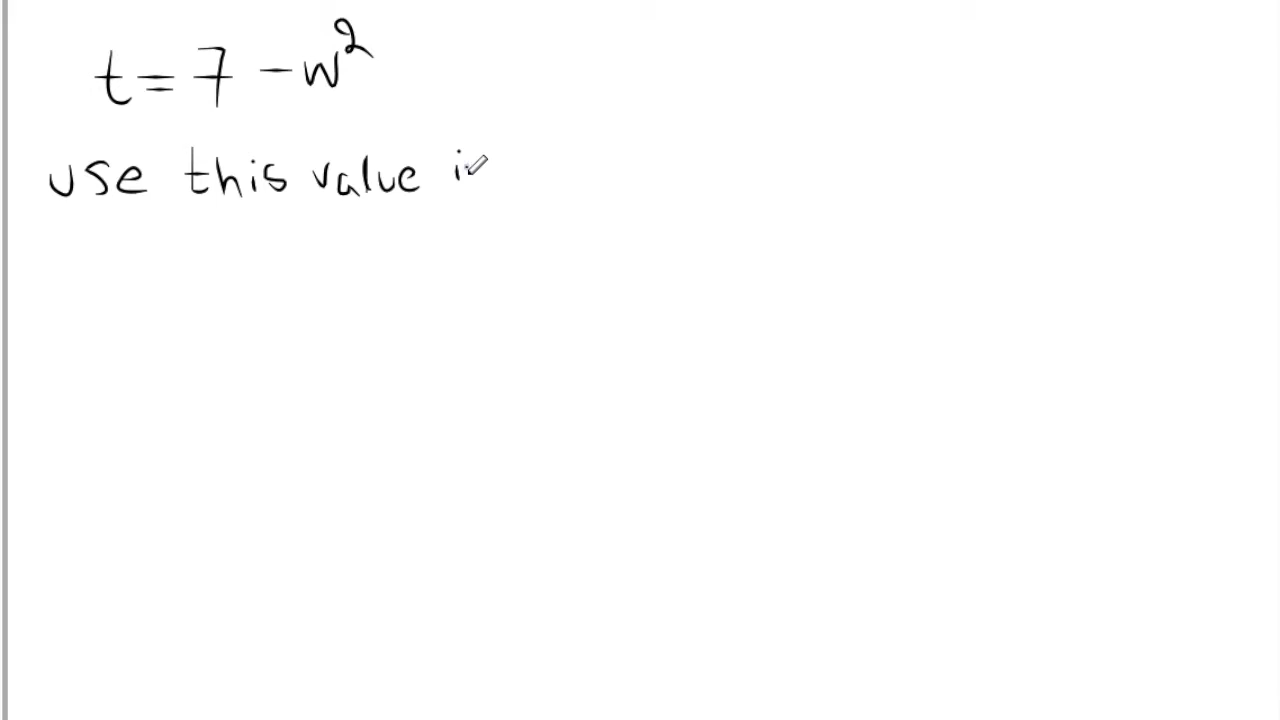 t = 7 - w²
use this value i